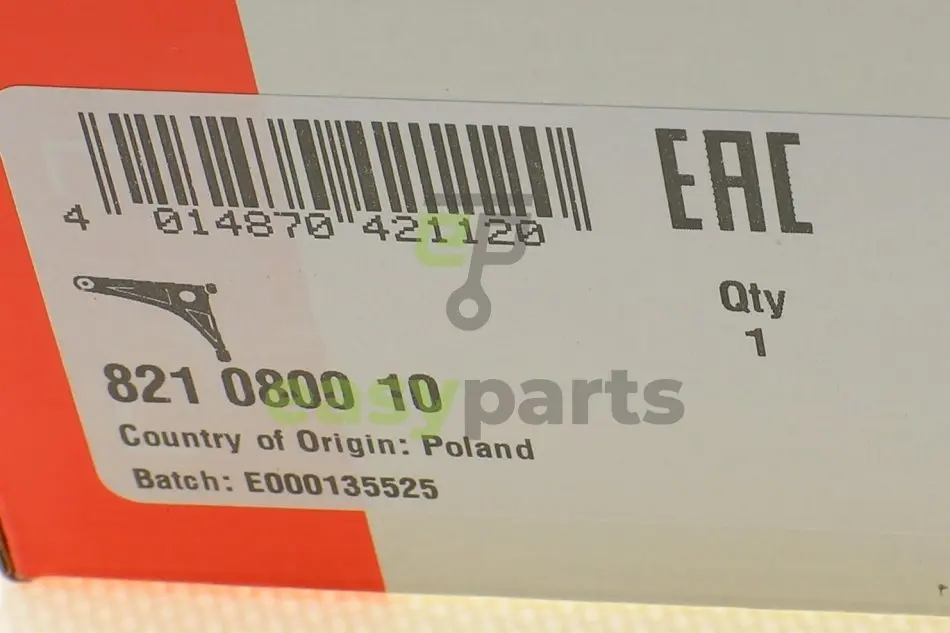 EAC
4 014870 421120
Qty
1
821 0800 10
Country of Origin: Poland
Batch: E000135525
easyparts